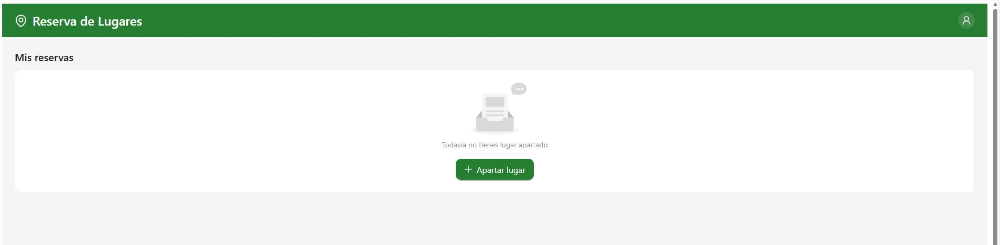 Reserva de Lugares
Mis reservas
Todavía no tienes lugar apartado
Apartar lugar